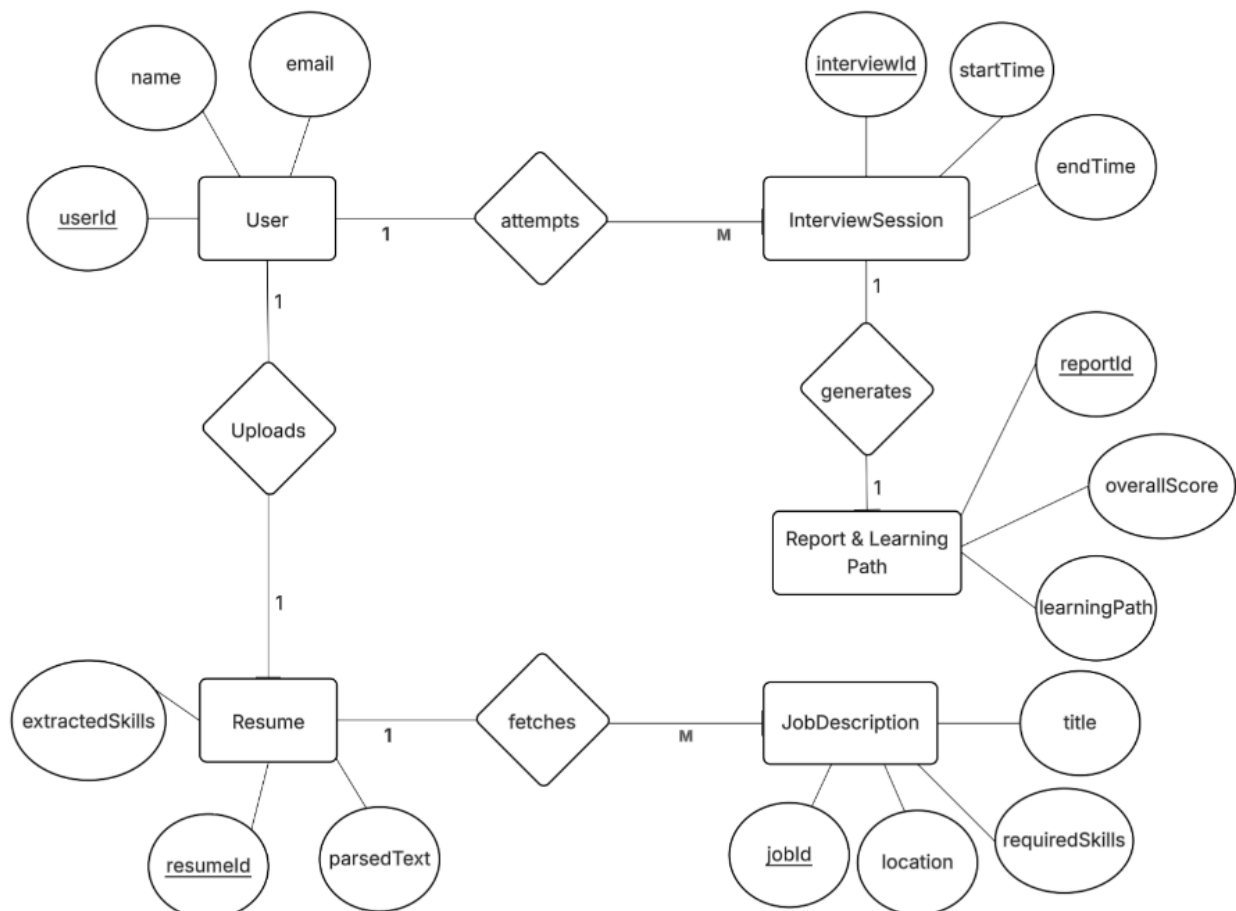 name
email
userId
User
1
attempts
M
InterviewSession
interviewId
startTime
endTime
1
Uploads
1
1
generates
1
Report & Learning
Path
reportId
overallScore
learningPath
extractedSkills
Resume
resumeId
parsedText
1
fetches
M
JobDescription
title
jobId
location
requiredSkills